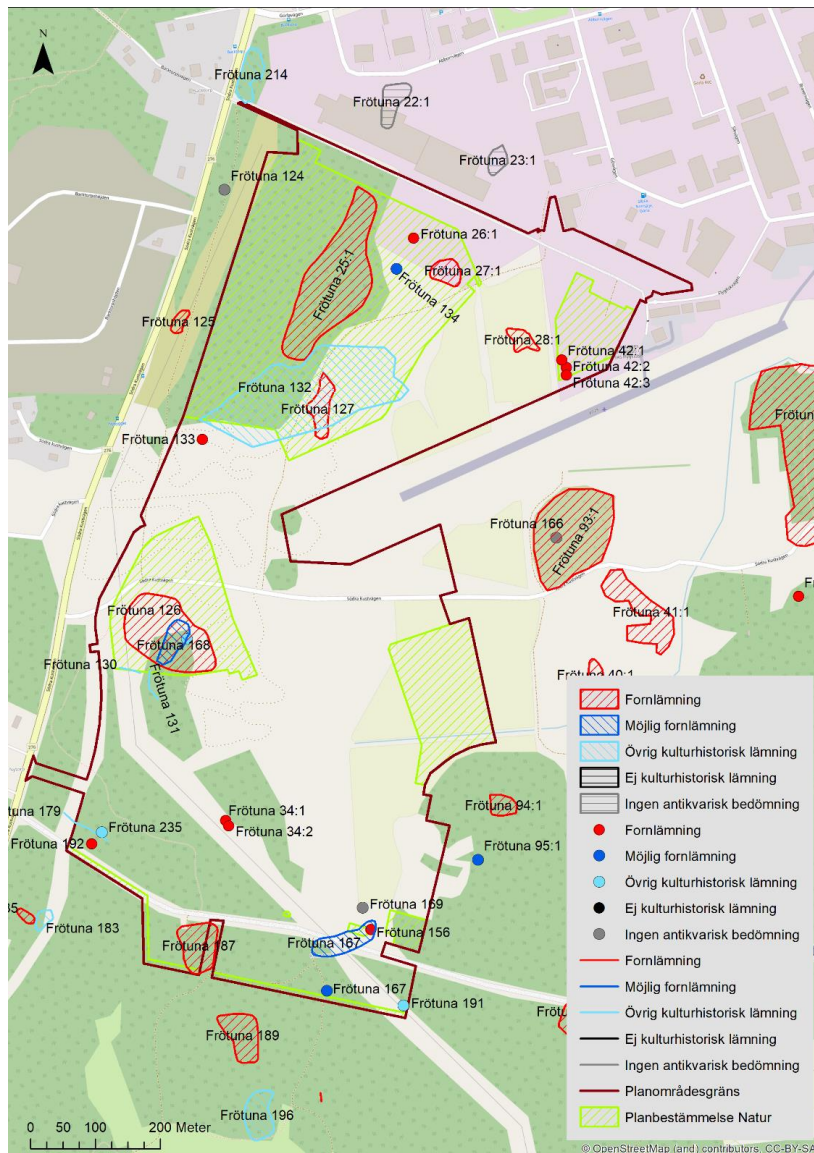 N
Frötuna 214
Frötuna 22:1
Frötuna 23:1
Frötuna 124
Frötuna 26:1
Frötuna 25:1
Frötuna 27:1
Frötuna 134
Frötuna 125
Frötuna 28:1
Frötuna 42:1
Frötuna 42:2
Frötuna 42:3
Frötuna 132
Frötuna 127
Frötun
Frötuna 133
Frötuna 166
Frötuna 93:1
Södra Kustvägen
Frötuna 126
Frötuna 41:1
Frötuna 168
Frötuna 130
Frötuna 131
Frötuna 40:1
tuna 179
Frötuna 34:1
Frötuna 34:2
Frötuna 235
Frötuna 192
Frötuna 94:1
Frötuna 95:1
Frötuna 169
Frötuna 183
Frötuna 156
Frötuna 187
Frötuna 167
Frötuna 167
Frötuna 191
Frötu
Frötuna 189
Frötuna 196
Fornlämning
Möjlig fornlämning
Övrig kulturhistorisk lämning
Ej kulturhistorisk lämning
Ingen antikvarisk bedömning
Fornlämning
Möjlig fornlämning
Övrig kulturhistorisk lämning
Ej kulturhistorisk lämning
Ingen antikvarisk bedömning
Fornlämning
Möjlig fornlämning
Övrig kulturhistorisk lämning
Ej kulturhistorisk lämning
Ingen antikvarisk bedömning
Planområdesgräns
Planbestämmelse Natur
0 50 100 200 Meter
© OpenStreetMap (and) contributors, CC-BY-SA